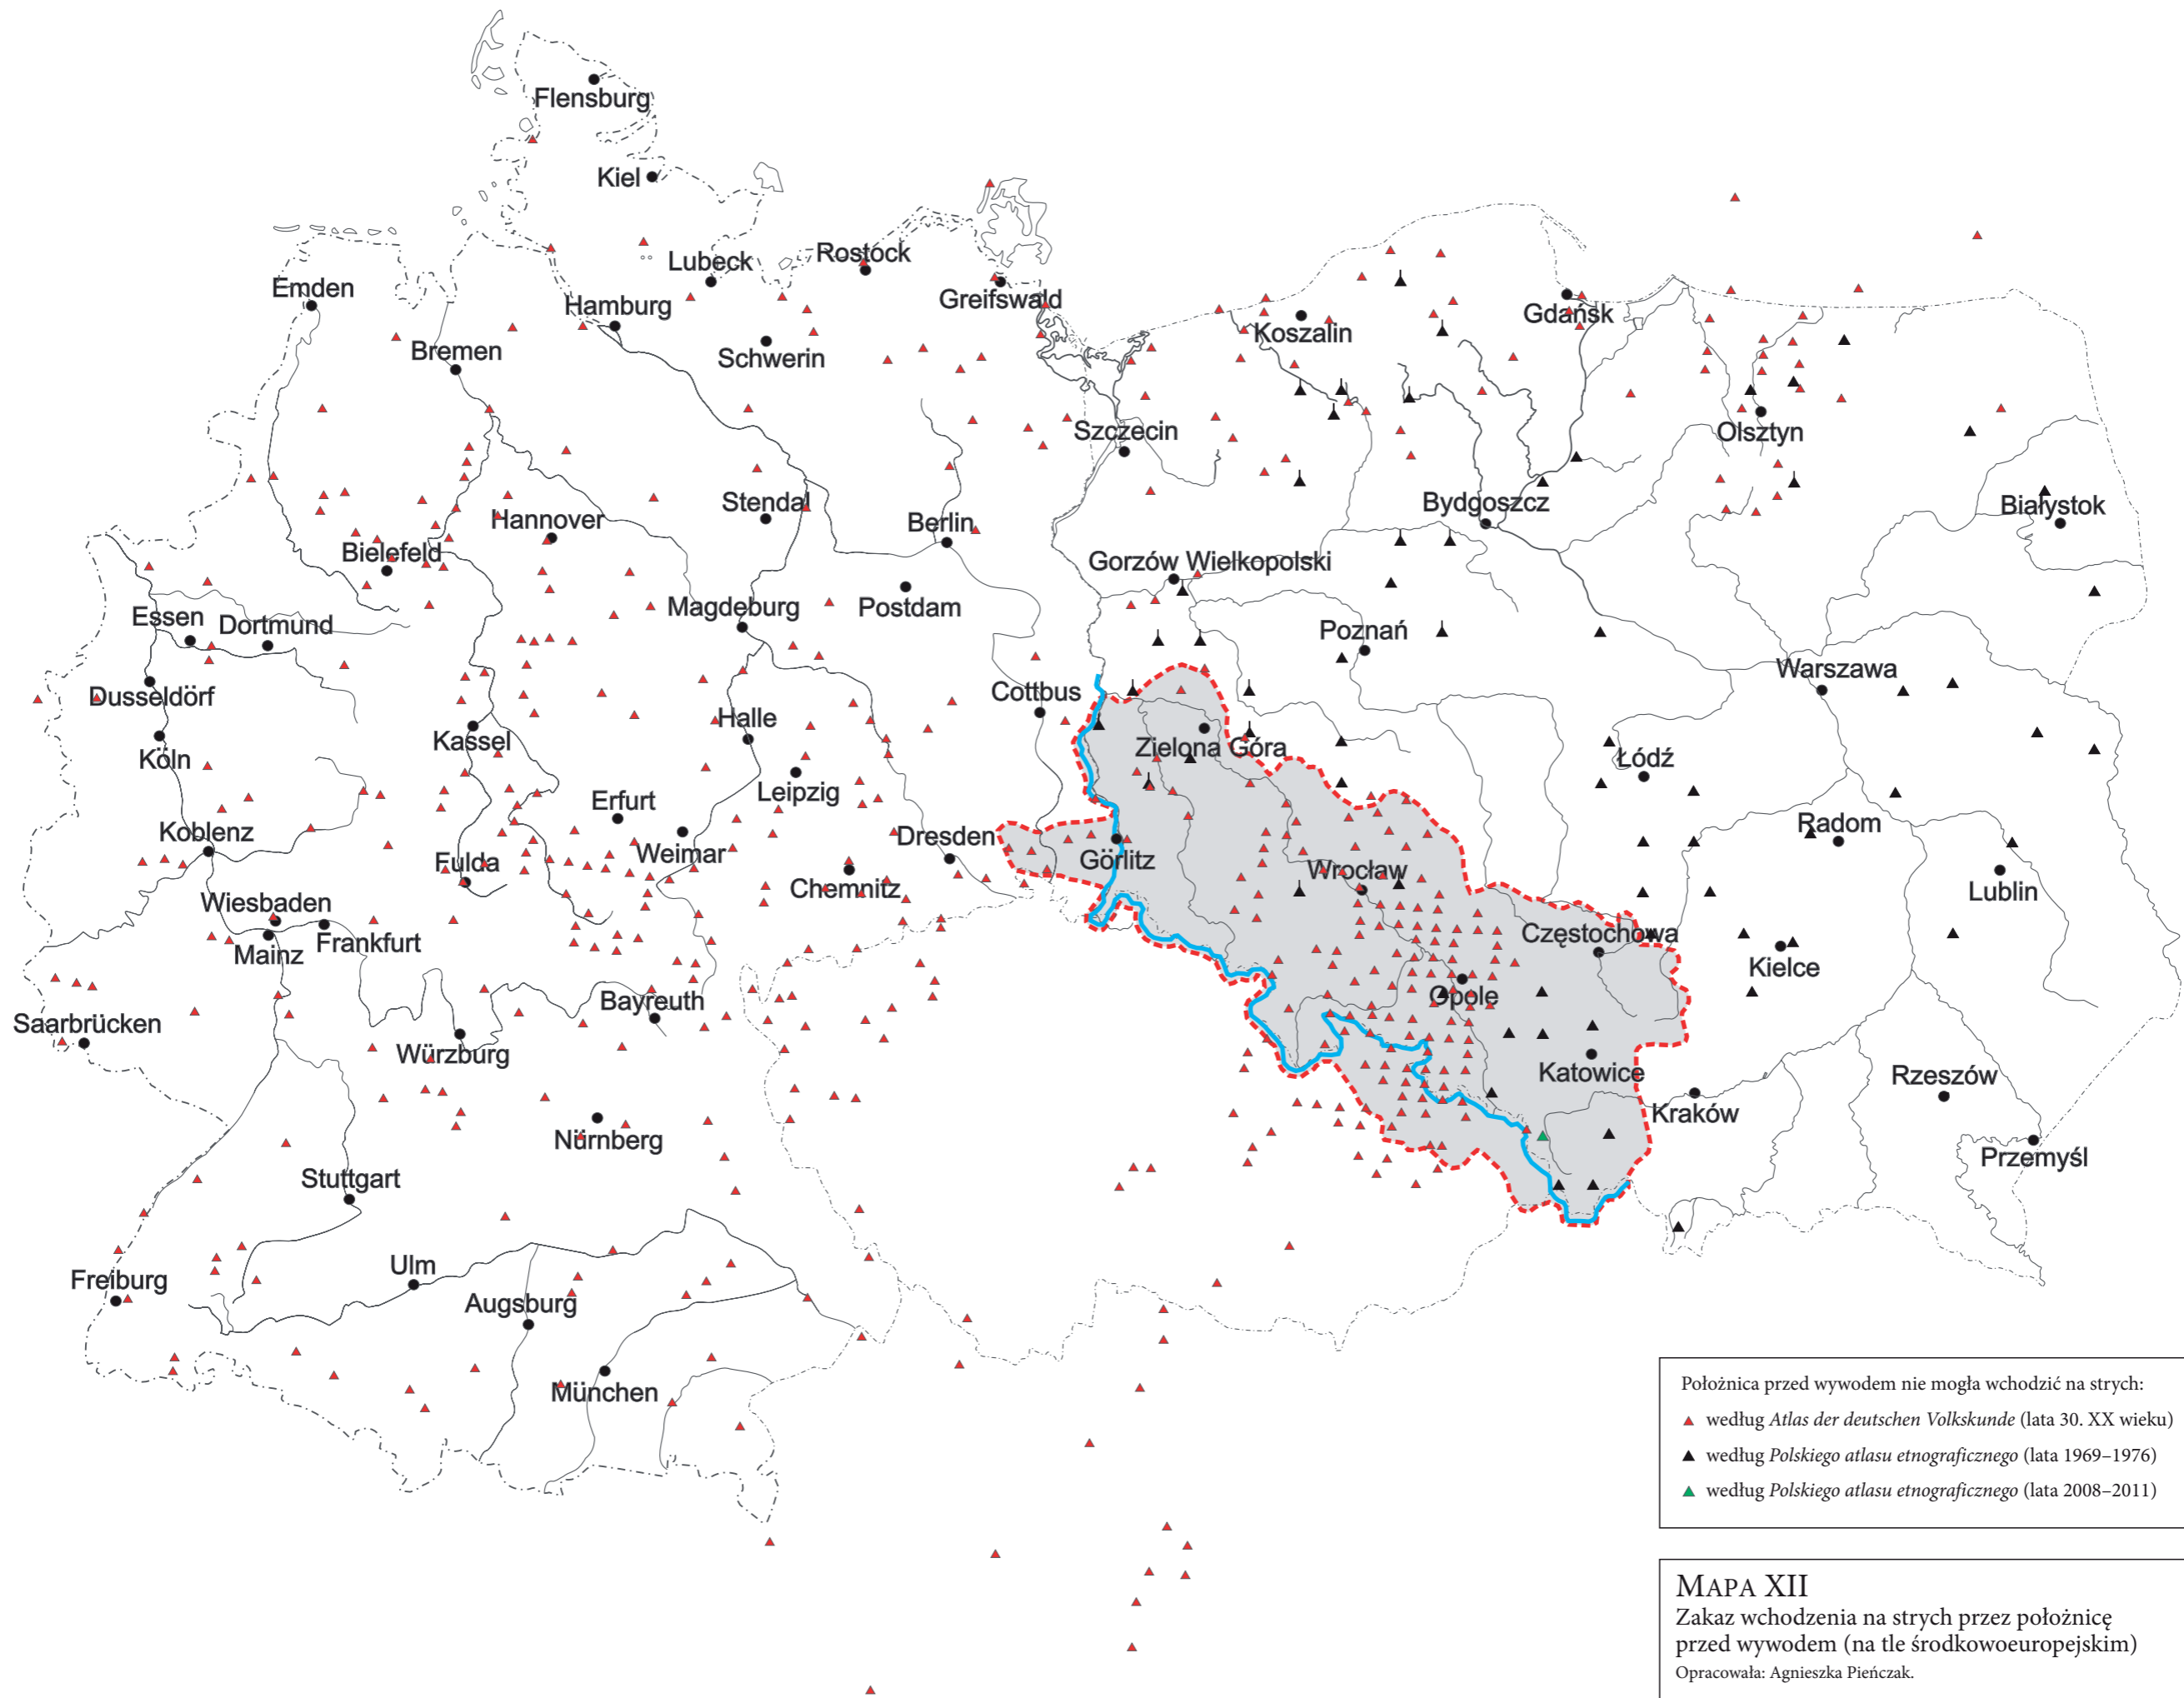 Flensburg
Kiel
Lubeck
Rostock
Greifswald
Emden
Hamburg
Schwerin
Bremen
Koszalin
Gdańsk
Szczecin
Olsztyn
Stendal
Hannover
Berlin
Bydgoszcz
Białystok
Bielefeld
Gorzów Wielkopolski
Magdeburg
Postdam
Essen
Dortmund
Poznań
Warszawa
Dusseldörf
Cottbus
Halle
Kassel
Zielona Góra
Köln
Łódź
Leipzig
Erfurt
Koblenz
Radom
Dresden
Weimar
Görlitz
Fulda
Wrocław
Chemnitz
Lublin
Wiesbaden
Frankfurt
Mainz
Częstochowa
Kielce
Opole
Bayreuth
Saarbrücken
Würzburg
Katowice
Rzeszów
Kraków
Nürnberg
Przemyśl
Stuttgart
Ulm
Freiburg
Augsburg
München
Położnica przed wywodem nie mogła wchodzić na strych:
według Atlas der deutschen Volkskunde (lata 30. XX wieku)
według Polskiego atlasu etnograficznego (lata 1969–1976)
według Polskiego atlasu etnograficznego (lata 2008–2011)
MAPA XII
Zakaz wchodzenia na strych przez położnicę
przed wywodem (na tle środkowoeuropejskim)
Opracowała: Agnieszka Pieńczak.